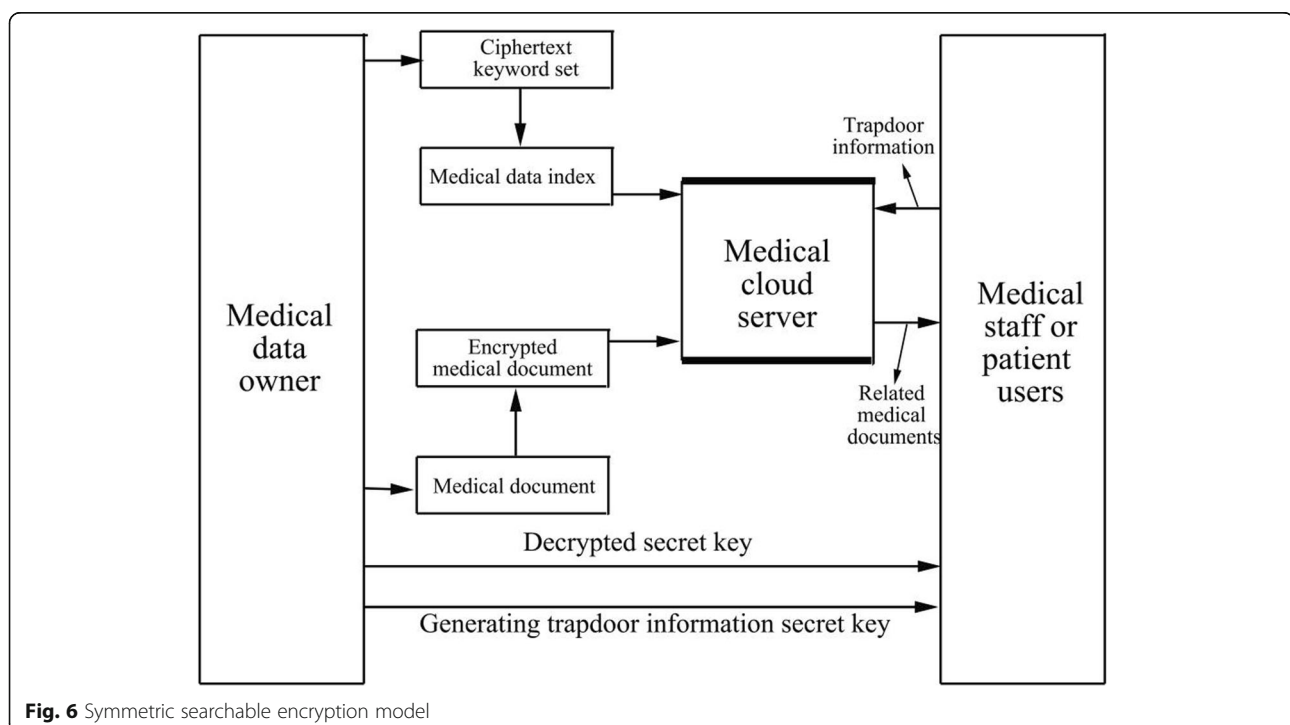 Ciphertext
keyword set
Medical data index
Trapdoor
information
Medical
data
owner
Medical
cloud
server
Medical
staff or
patient
users
Encrypted
medical document
Related
medical
documents
Medical document
Decrypted secret key
Generating trapdoor information secret key
Fig. 6 Symmetric searchable encryption model